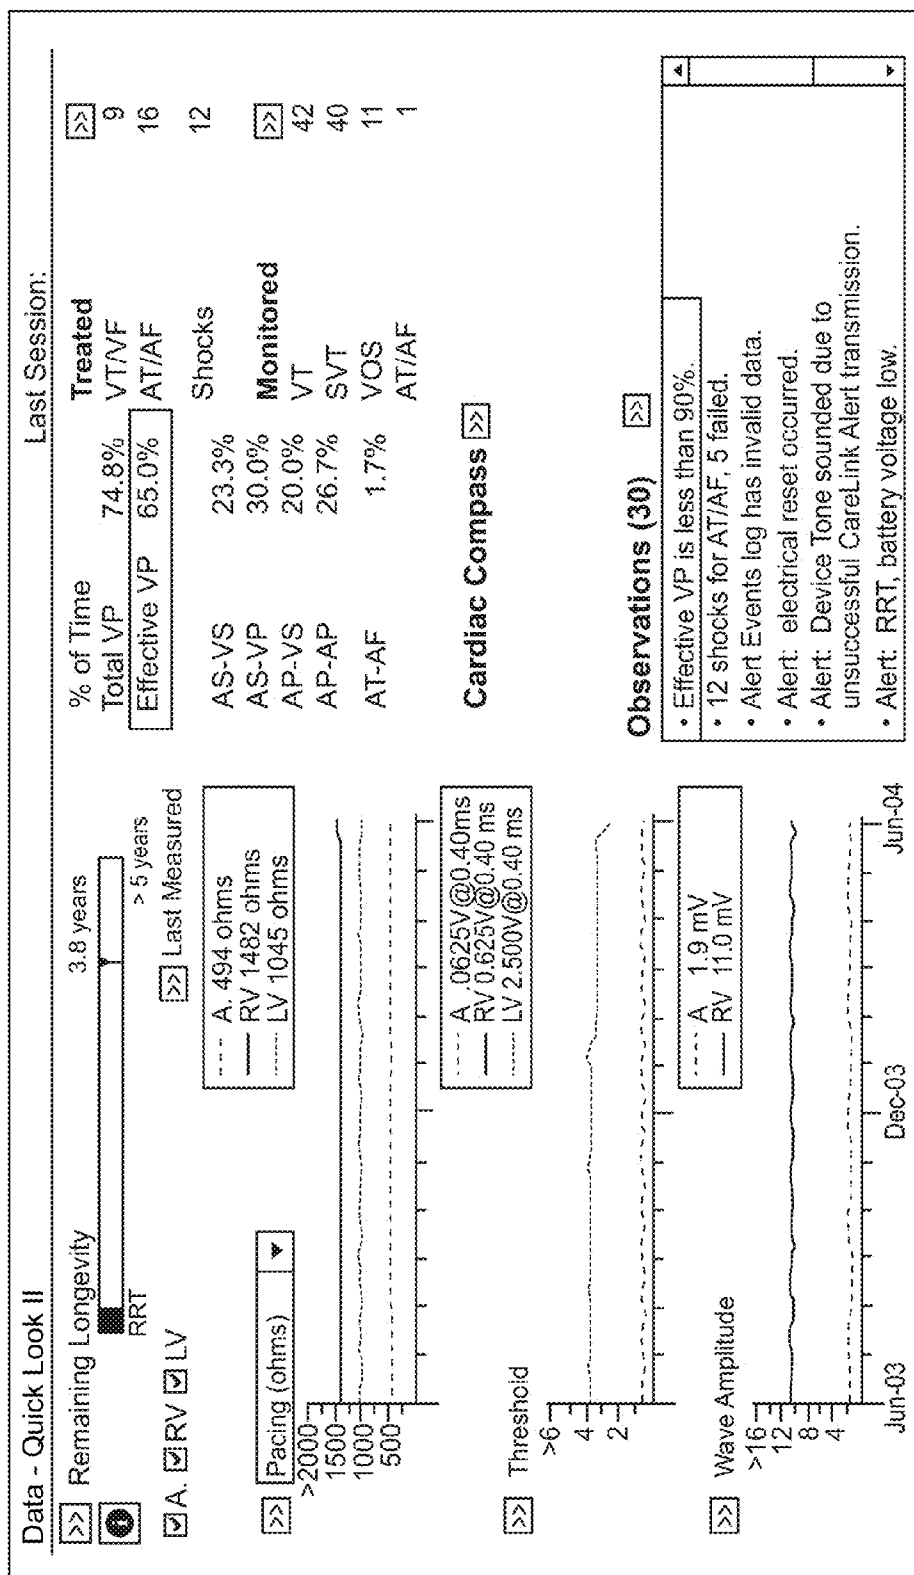 Data - Quick Look II
Last Session:
>> Remaining Longevity
3.8 years
RRT
> 5 years
A. RV LV
>> Last Measured
>> Pacing (ohms)
>2000
1500
1000
500
A. 494 ohms
RV 1482 ohms
LV 1045 ohms
>> Threshold
>6
4
2
A .0625V@0.40ms
RV 0.625V@0.40 ms
LV 2.500V@0.40 ms
>> Wave Amplitude
>16
12
8
4
A 1.9 mV
RV 11.0 mV
Jun-03
Dec-03
Jun-04
% of Time
Total VP 74.8%
Effective VP 65.0%
AS-VS 23.3%
AS-VP 30.0%
AP-VS 20.0%
AP-AP 26.7%
AT-AF 1.7%
Treated >>
VT/VF 9
AT/AF 16
Shocks 12
Monitored >>
VT 42
SVT 40
VOS 11
AT/AF 1
Cardiac Compass >>
Observations (30) >>
• Effective VP is less than 90%.
• 12 shocks for AT/AF, 5 failed.
• Alert Events log has invalid data.
• Alert: electrical reset occurred.
• Alert: Device Tone sounded due to
unsuccessful CareLink Alert transmission.
• Alert: RRT, battery voltage low.